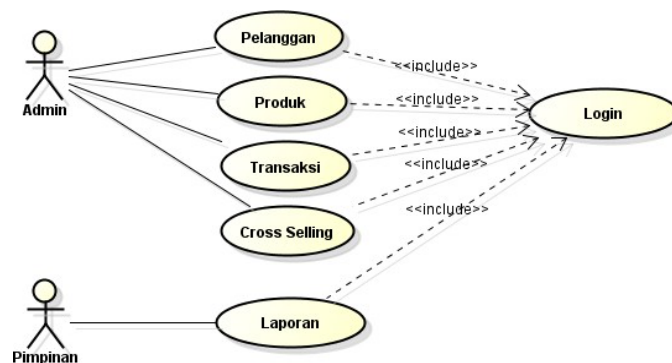 Pelanggan
<<include>>
Admin
Produk
<<include>>
Login
Transaksi
<<include>>
<<include>>
Cross Selling
<<include>>
Laporan
Pimpinan